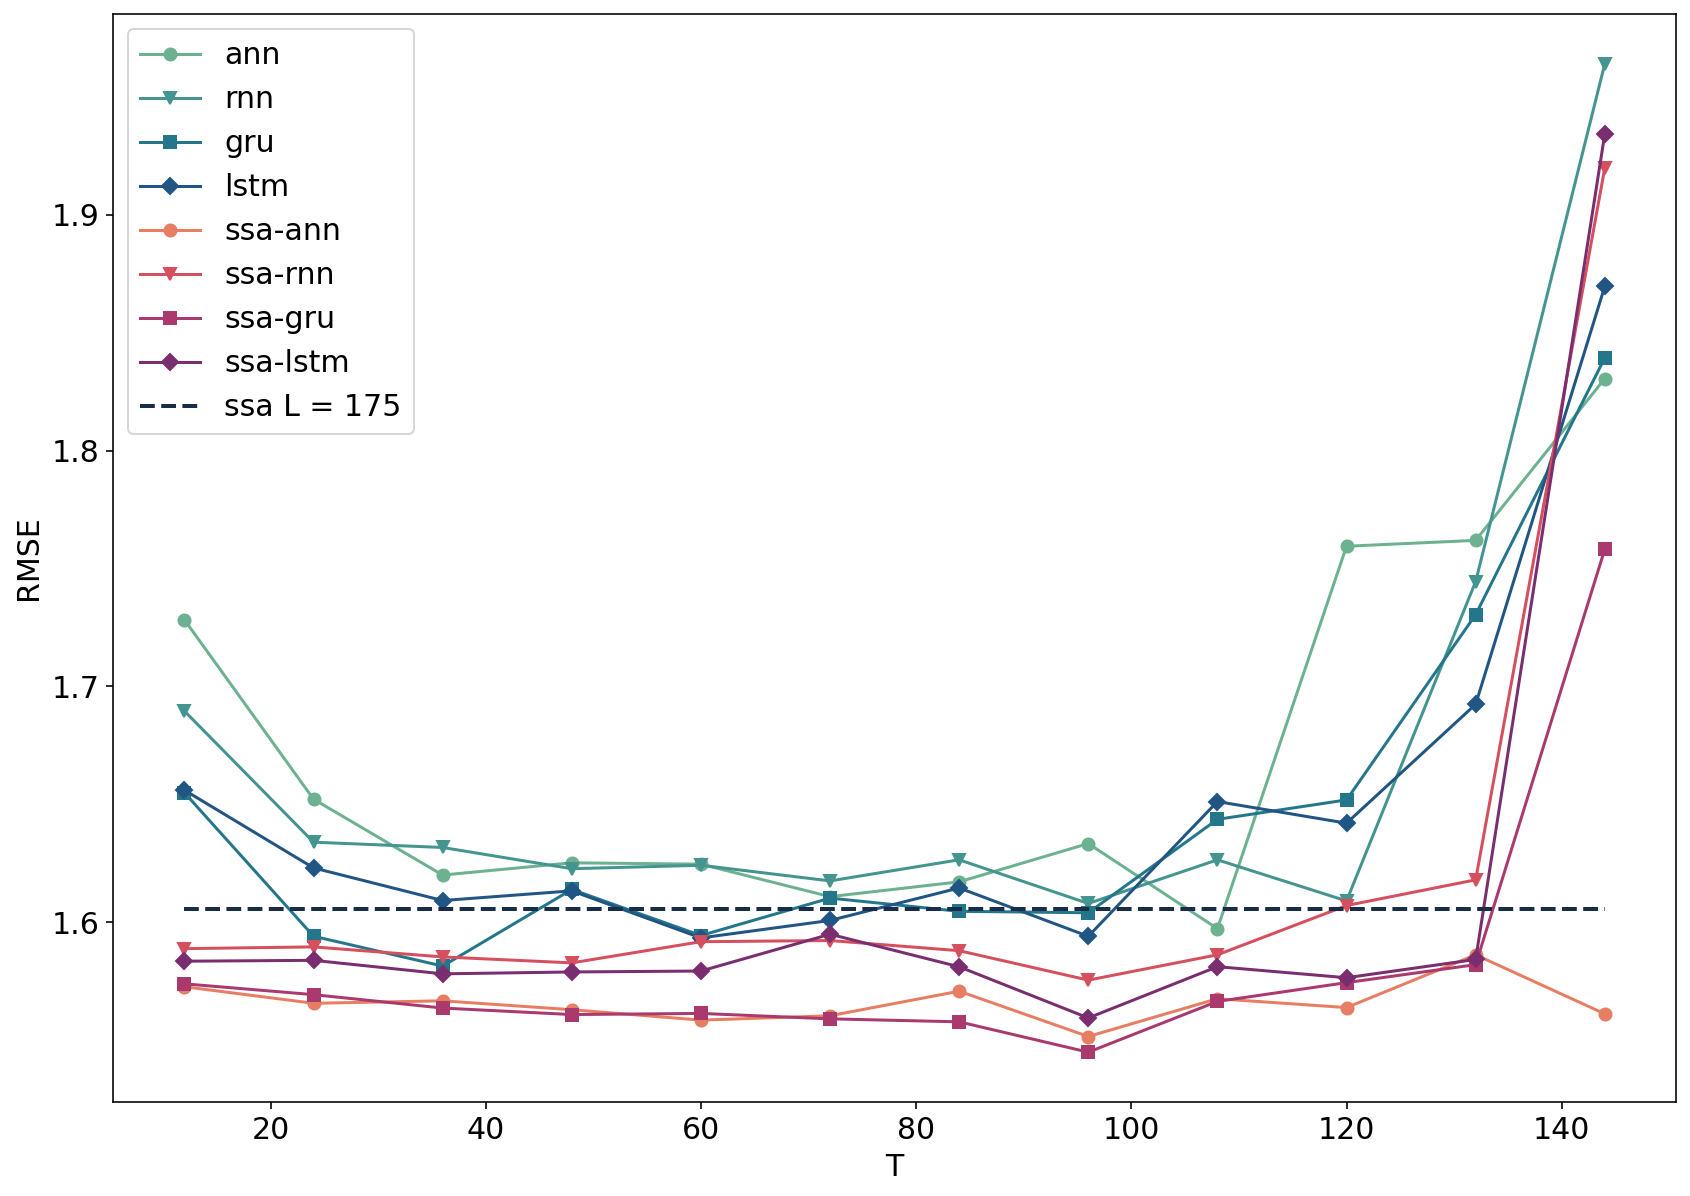 ann
rnn
gru
lstm
ssa-ann
ssa-rnn
ssa-gru
ssa-lstm
ssa L = 175
1.9
1.8
1.7
1.6
RMSE
20 40 60 80 100 120 140
T